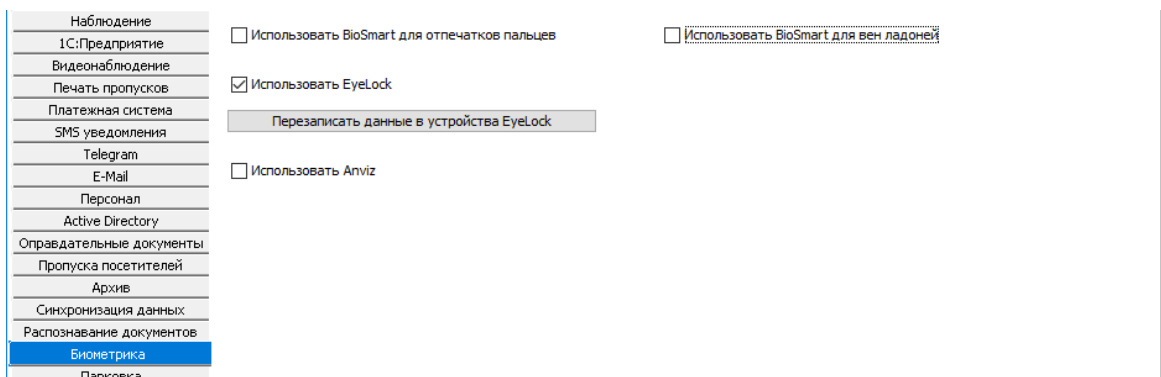 Наблюдение
1С:Предприятие
Видеонаблюдение
Печать пропусков
Платежная система
SMS уведомления
Telegram
E-Mail
Персонал
Active Directory
Оправдательные документы
Пропуска посетителей
Архив
Синхронизация данных
Распознавание документов
Биометрика
Парковка
Использовать BioSmart для отпечатков пальцев
Использовать BioSmart для вен ладоней
Использовать EyeLock
Перезаписать данные в устройства EyeLock
Использовать Anviz